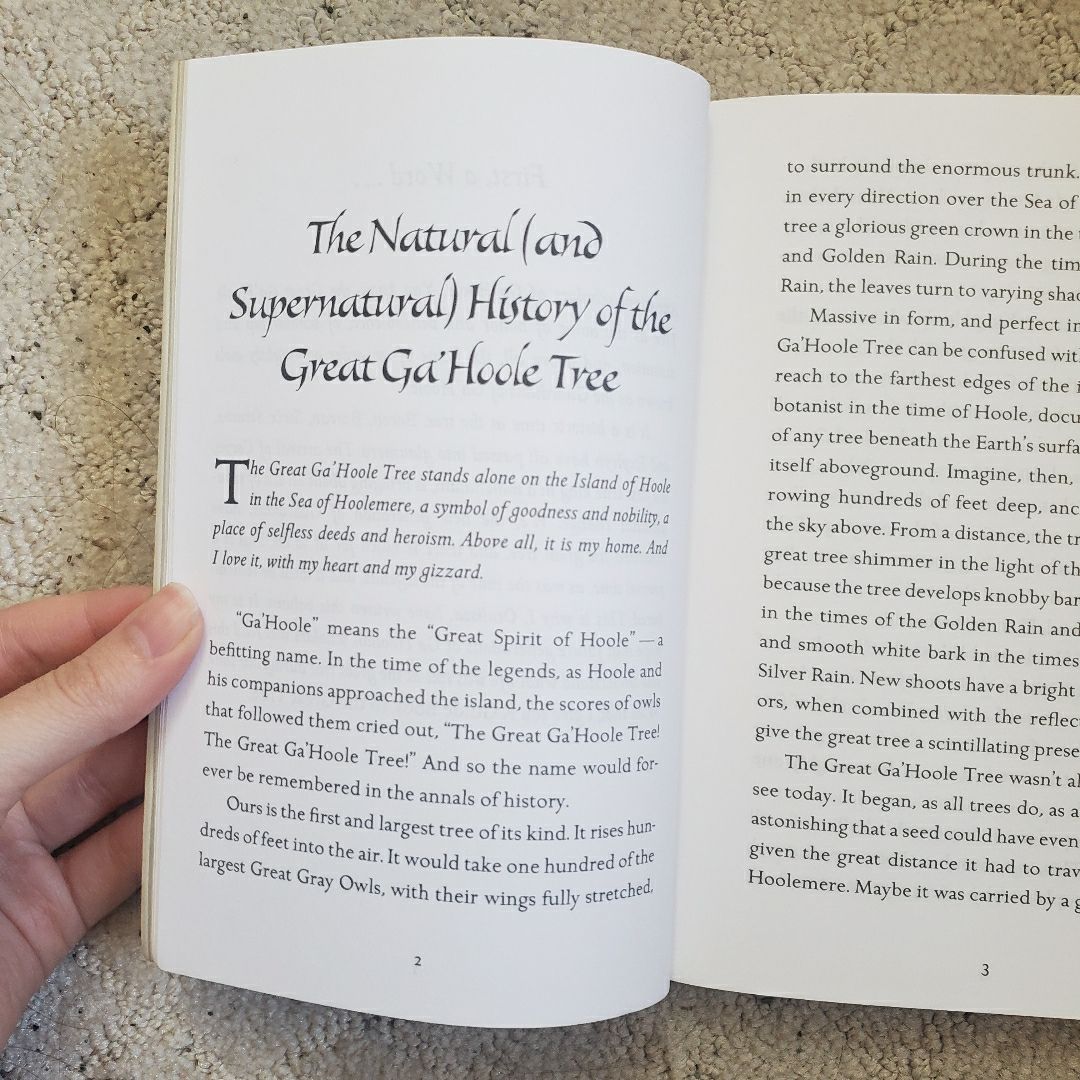 The Natural (and
Supernatural) History of the
Great Ga'Hoole Tree
The Great Ga'Hoole Tree stands alone on the Island of Hoole
in the Sea of Hoolemere, a symbol of goodness and nobility, a
place of selfless deeds and heroism. Above all, it is my home. And
I love it, with my heart and my gizzard.
"Ga'Hoole" means the "Great Spirit of Hoole"—a
befitting name. In the time of the legends, as Hoole and
his companions approached the island, the scores of owls
that followed them cried out, "The Great Ga'Hoole Tree!
The Great Ga'Hoole Tree!" And so the name would for-
ever be remembered in the annals of history.
Ours is the first and largest tree of its kind. It rises hun-
dreds of feet into the air. It would take one hundred of the
largest Great Gray Owls, with their wings fully stretched,
2
to surround the enormous trunk.
in every direction over the Sea of
tree a glorious green crown in the
and Golden Rain. During the tim
Rain, the leaves turn to varying shad
Massive in form, and perfect in
Ga'Hoole Tree can be confused with
reach to the farthest edges of the i
botanist in the time of Hoole, docu
of any tree beneath the Earth's surfa
itself aboveground. Imagine, then,
rowing hundreds of feet deep, anc
the sky above. From a distance, the tr
great tree shimmer in the light of th
because the tree develops knobby bar
in the times of the Golden Rain and
and smooth white bark in the times
Silver Rain. New shoots have a bright
ors, when combined with the reflec
give the great tree a scintillating prese
The Great Ga'Hoole Tree wasn't al
see today. It began, as all trees do, as a
astonishing that a seed could have even
given the great distance it had to trav
Hoolemere. Maybe it was carried by a g
3